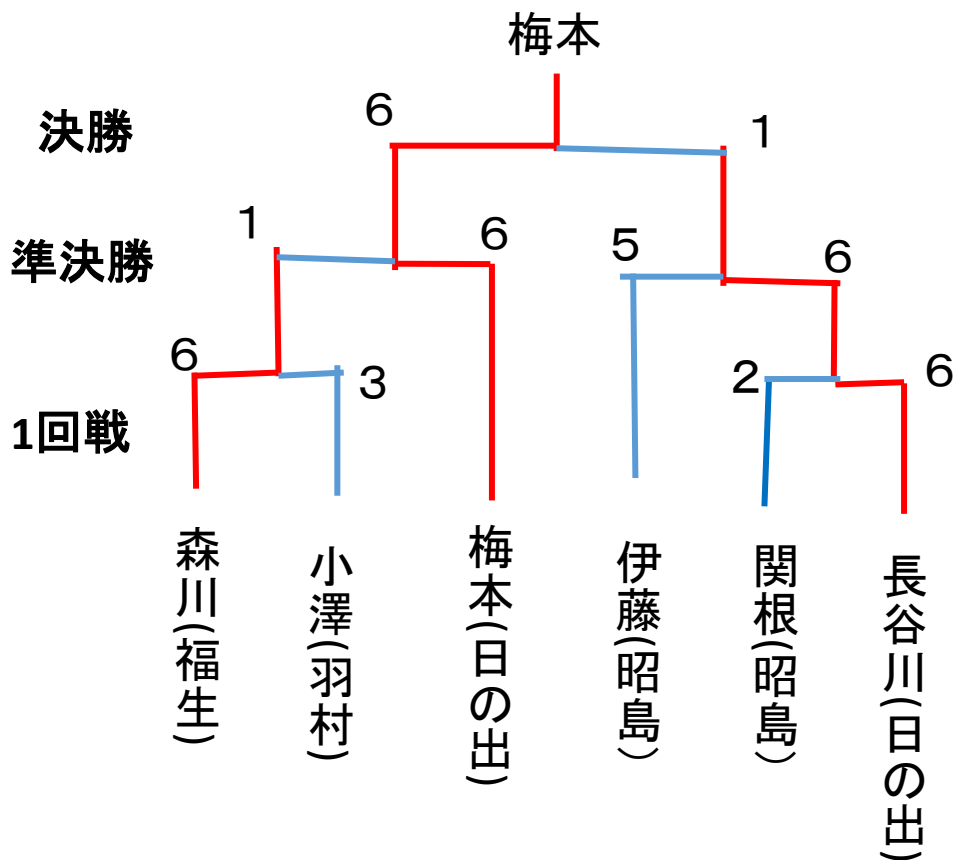 梅本
決勝
6
1
準決勝
1
6
5
6
1回戦
6
3
2
6
森川(福生)
小澤(羽村)
梅本(日の出)
伊藤(昭島)
関根(昭島)
長谷川(日の出)